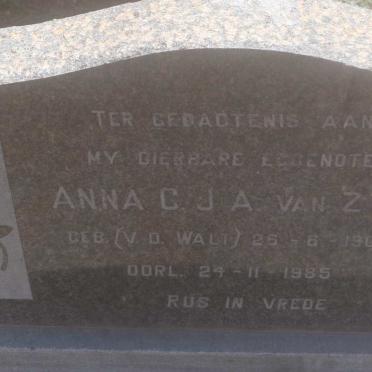 TER GEDAGTENIS AAN
MY DIERBARE EGGENOTE
ANNA C. J. A. VAN Z
GEB. (V. D. WALT) 25 - 6 - 19
OORL. 24 - 11 - 1985
RUS IN VREDE